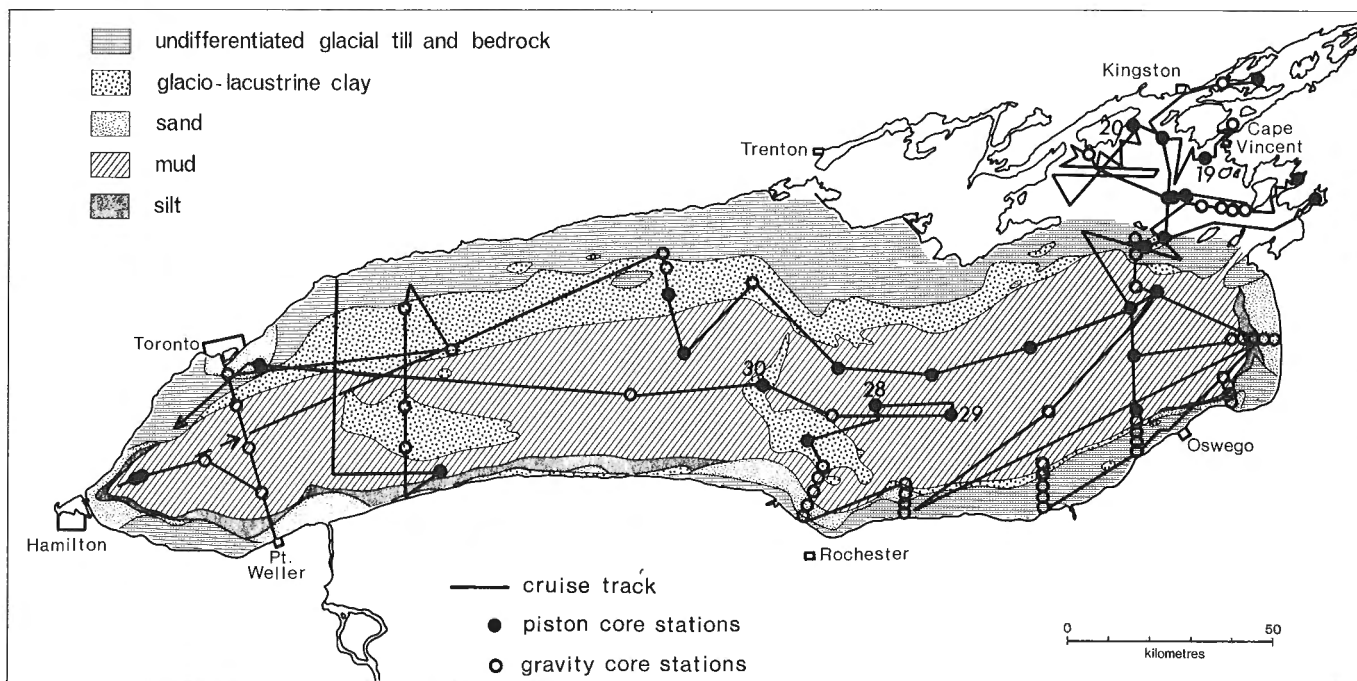 undifferentiated glacial till and bedrock
glacio-lacustrine clay
sand
mud
silt
Kingston
Trenton
Cape
Vincent
20
19
Toronto
30
28
29
Oswego
Hamilton
Pt.
Weller
Rochester
cruise track
piston core stations
gravity core stations
0 50
kilometres